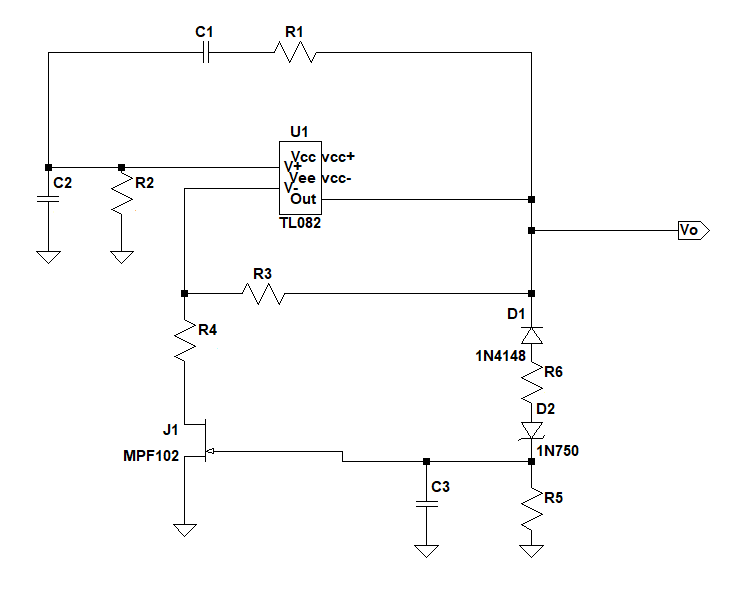 C1
R1
U1
Vcc vcc+
V+
Vee vcc-
V-
Out
TL082
C2
R2
Vo
R3
D1
R4
1N4148
R6
D2
J1
MPF102
1N750
C3
R5